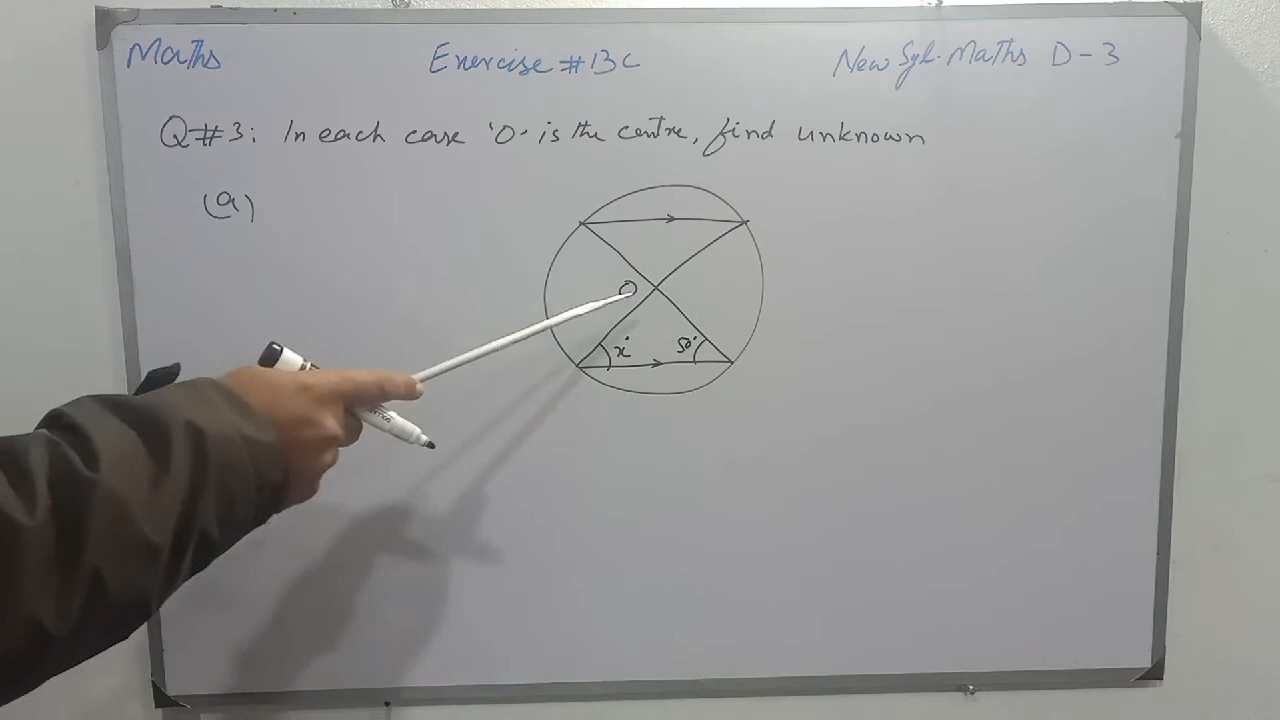 Maths Exercise #13C New Syl. Maths D-3
Q#3: In each case 'O' is the centre, find unknown
(a)
O
x° 50°